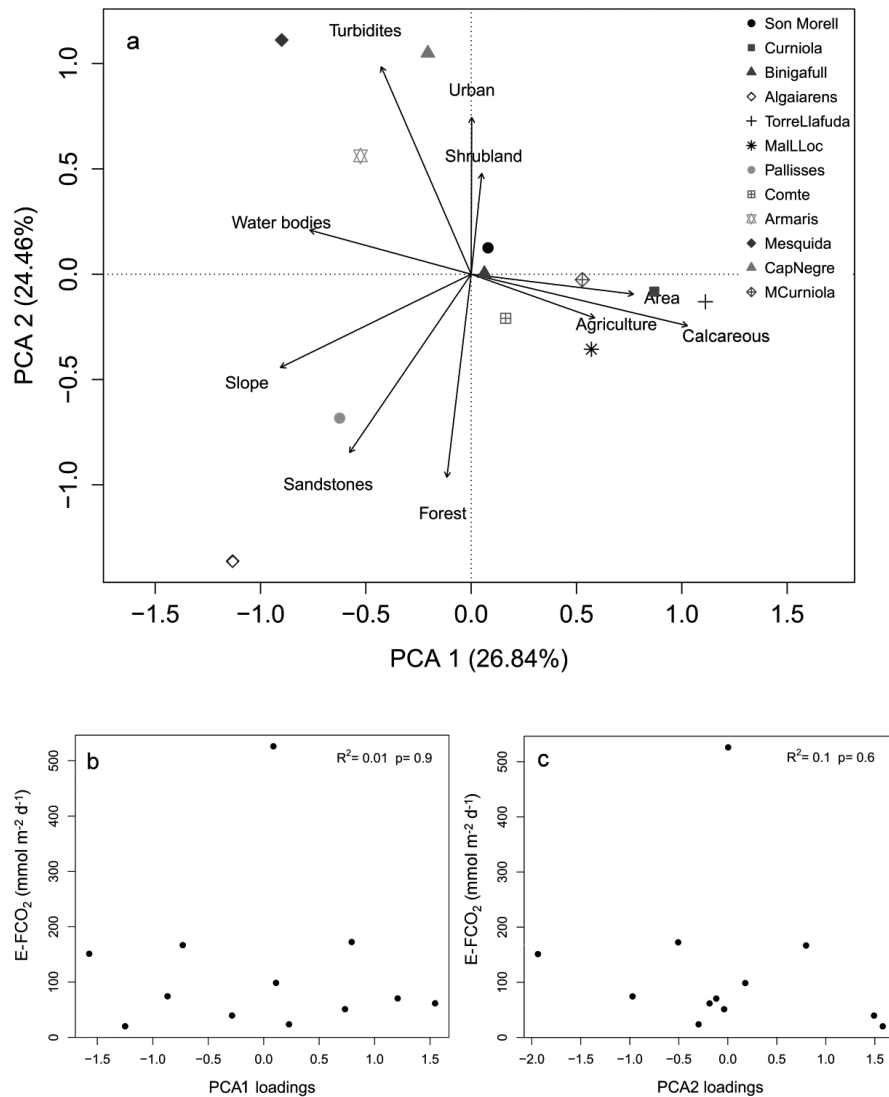 a
Turbidites
Urban
Shrubland
Water bodies
Area
Agriculture
Calcareous
Slope
Sandstones
Forest
Son Morell
Curniola
Binigafull
Algaiarens
TorreLlafuda
MalLLoc
Pallisses
Comte
Armaris
Mesquida
CapNegre
MCurniola
PCA 2 (24.46%)
1.0
0.5
0.0
−0.5
−1.0
−1.5 −1.0 −0.5 0.0 0.5 1.0 1.5
PCA 1 (26.84%)
b
R²= 0.01 p= 0.9
E-FCO₂ (mmol m⁻² d⁻¹)
500
400
300
200
100
0
−1.5 −1.0 −0.5 0.0 0.5 1.0 1.5
PCA1 loadings
c
R²= 0.1 p= 0.6
E-FCO₂ (mmol m⁻² d⁻¹)
500
400
300
200
100
0
−2.0 −1.5 −1.0 −0.5 0.0 0.5 1.0 1.5
PCA2 loadings